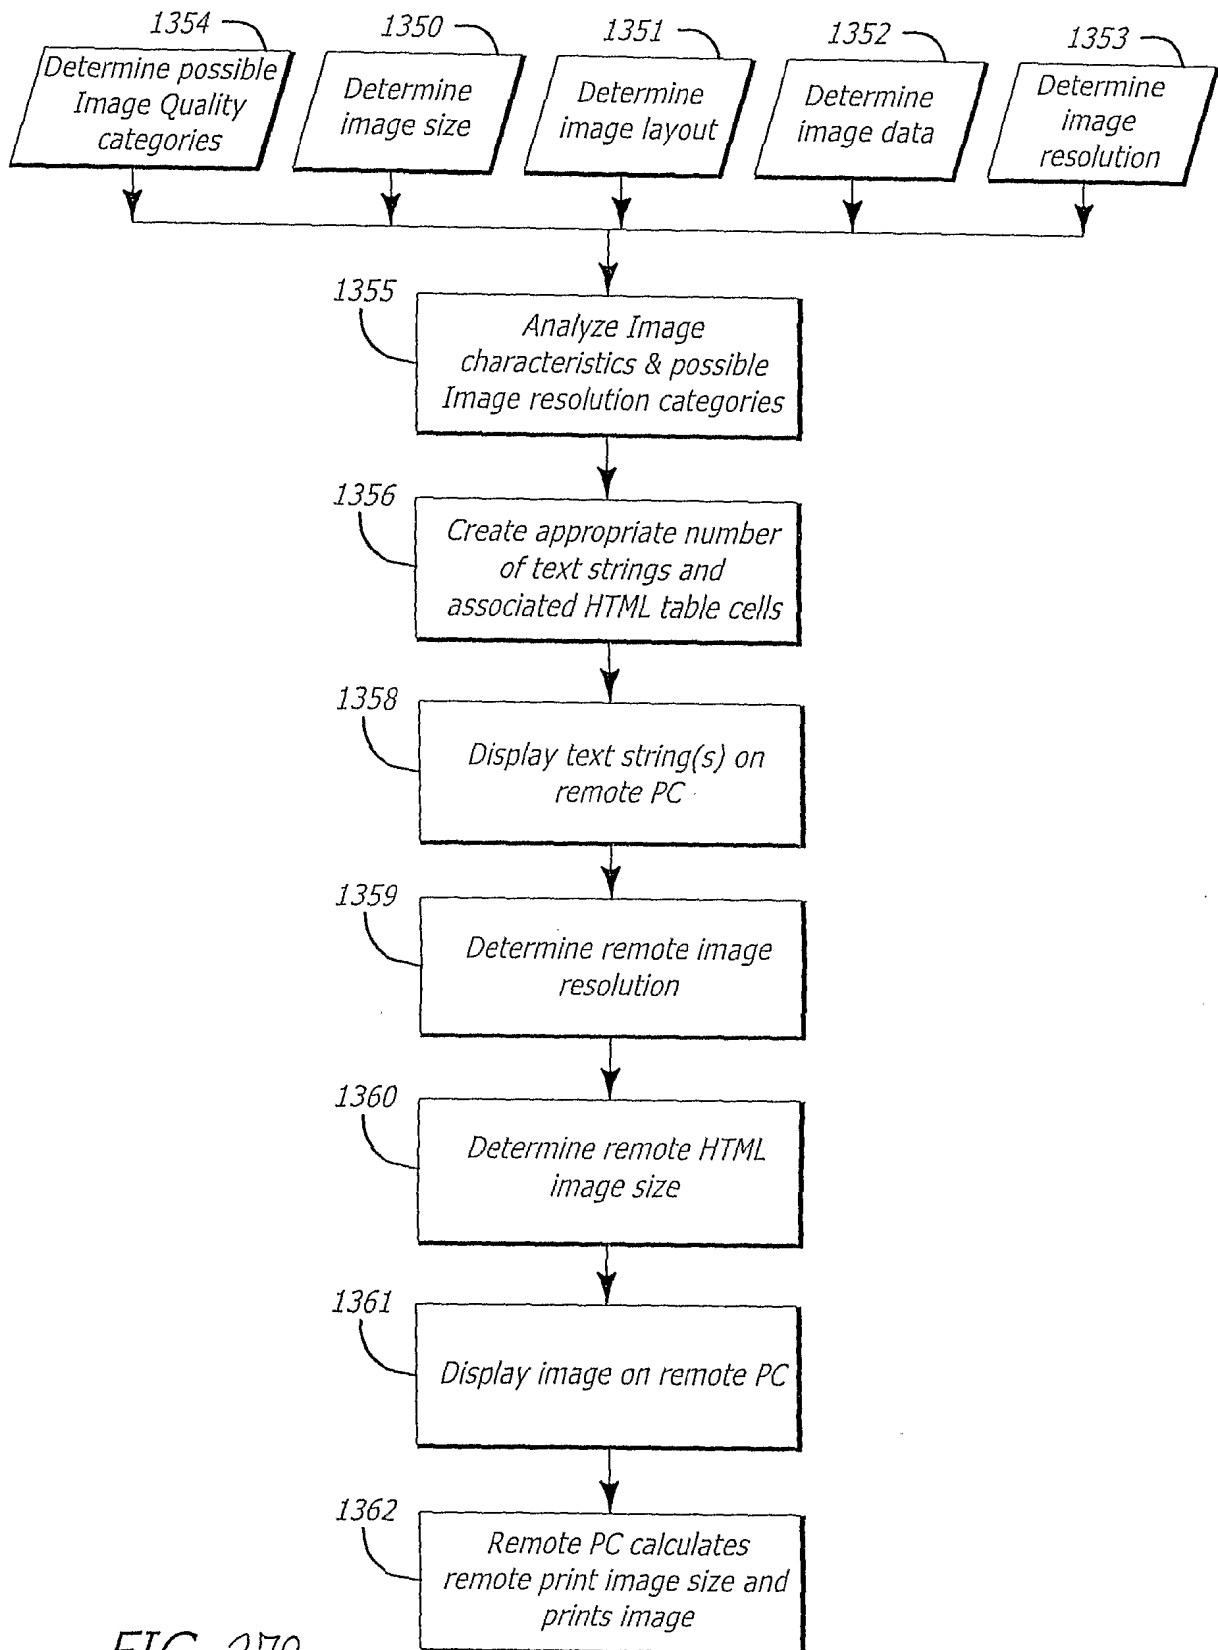 1354
1350
1351
1352
1353
Determine possible
Image Quality
categories
Determine
image size
Determine
image layout
Determine
image data
Determine
image
resolution
1355
Analyze Image
characteristics & possible
Image resolution categories
1356
Create appropriate number
of text strings and
associated HTML table cells
1358
Display text string(s) on
remote PC
1359
Determine remote image
resolution
1360
Determine remote HTML
image size
1361
Display image on remote PC
1362
Remote PC calculates
remote print image size and
prints image
FIG.